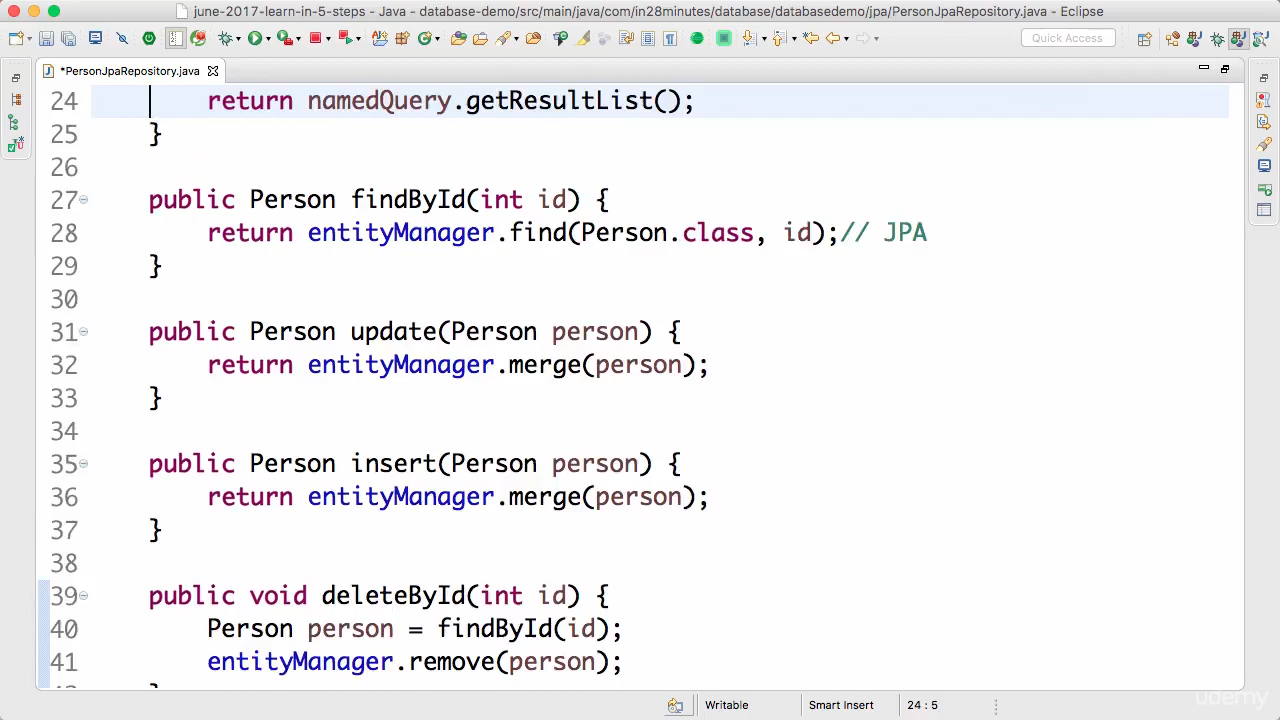 june-2017-learn-in-5-steps - Java - databasedemo/src/main/java/com/in28minutes/database/databasedemo/jpa/PersonJpaRepository.java - Eclipse
Quick Access
*PersonJpaRepository.java
24 return namedQuery.getResultList();
25 }
26
27 public Person findById(int id) {
28 return entityManager.find(Person.class, id);// JPA
29 }
30
31 public Person update(Person person) {
32 return entityManager.merge(person);
33 }
34
35 public Person insert(Person person) {
36 return entityManager.merge(person);
37 }
38
39 public void deleteById(int id) {
40 Person person = findById(id);
41 entityManager.remove(person);
Writable
Smart Insert
24 : 5
udemy